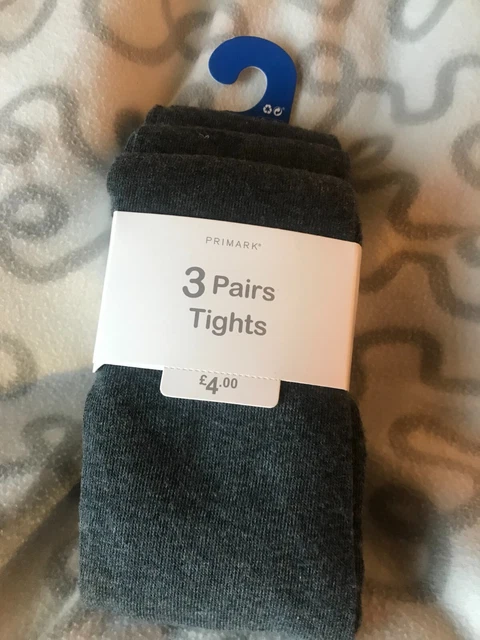 PRIMARK®
3 Pairs
Tights
£4.00